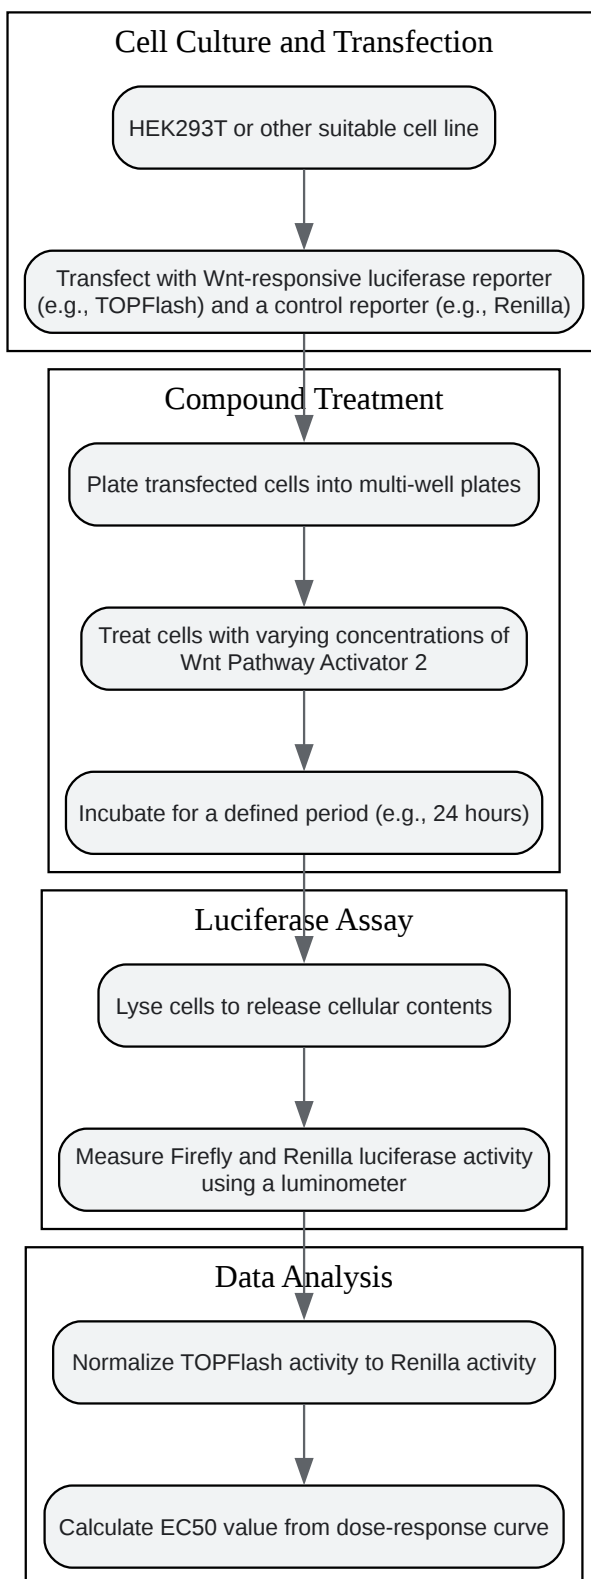 Cell Culture and Transfection
HEK293T or other suitable cell line
Transfect with Wnt-responsive luciferase reporter
(e.g., TOPFlash) and a control reporter (e.g., Renilla)
Compound Treatment
Plate transfected cells into multi-well plates
Treat cells with varying concentrations of
Wnt Pathway Activator 2
Incubate for a defined period (e.g., 24 hours)
Luciferase Assay
Lyse cells to release cellular contents
Measure Firefly and Renilla luciferase activity
using a luminometer
Data Analysis
Normalize TOPFlash activity to Renilla activity
Calculate EC50 value from dose-response curve